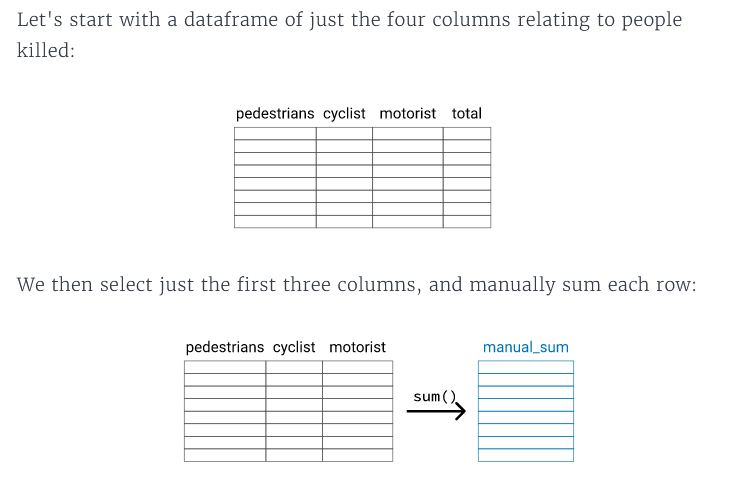 Let's start with a dataframe of just the four columns relating to people
killed:
pedestrians cyclist motorist total
We then select just the first three columns, and manually sum each row:
pedestrians cyclist motorist manual_sum
sum()